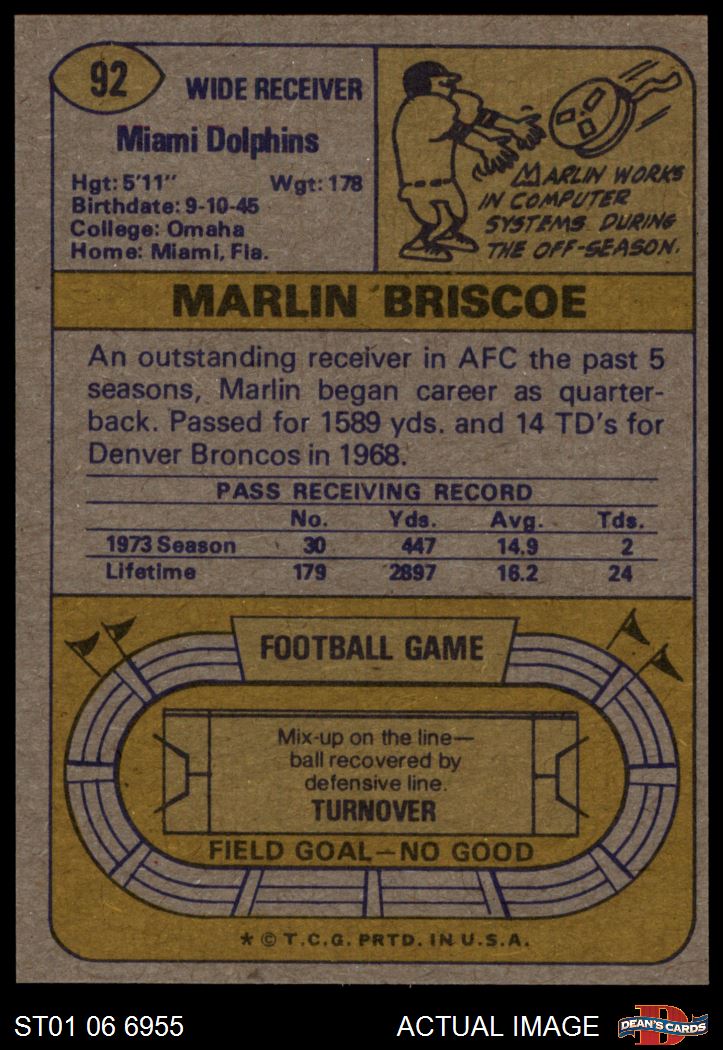 92
WIDE RECEIVER
Miami Dolphins
Hgt: 5'11" Wgt: 178
Birthdate: 9-10-45
College: Omaha
Home: Miami, Fla.
MARLIN WORKS
IN COMPUTER
SYSTEMS DURING
THE OFF-SEASON.
MARLIN BRISCOE
An outstanding receiver in AFC the past 5
seasons, Marlin began career as quarter-
back. Passed for 1589 yds. and 14 TD's for
Denver Broncos in 1968.
PASS RECEIVING RECORD
No. Yds. Avg. Tds.
1973 Season 30 447 14.9 2
Lifetime 179 2897 16.2 24
FOOTBALL GAME
Mix-up on the line—
ball recovered by
defensive line.
TURNOVER
FIELD GOAL—NO GOOD
* © T.C.G. PRTD. IN U.S.A.
ST01 06 6955
ACTUAL IMAGE
D
DEAN'S CARDS